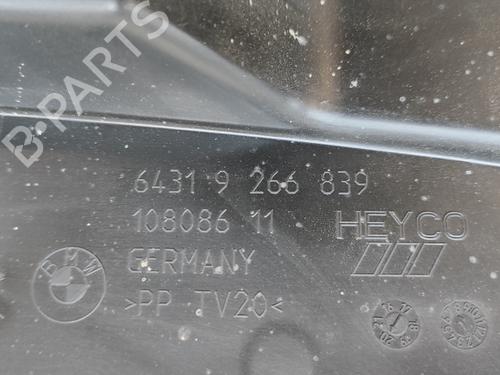 B-PARTS
6431 9 266 839
108086 11
HEYCO
BMW
GERMANY
>PP TV20<